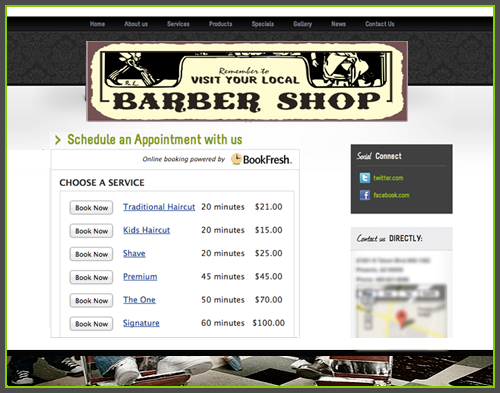 Home About us Services Products Specials Gallery News Contact Us
Remember to
VISIT YOUR LOCAL
BARBER SHOP
Schedule an Appointment with us
Online booking powered by BookFresh.
CHOOSE A SERVICE
Book Now Traditional Haircut 20 minutes $21.00
Book Now Kids Haircut 20 minutes $15.00
Book Now Shave 20 minutes $25.00
Book Now Premium 45 minutes $45.00
Book Now The One 50 minutes $70.00
Book Now Signature 60 minutes $100.00
Social Connect
twitter.com
facebook.com
Contact us DIRECTLY: